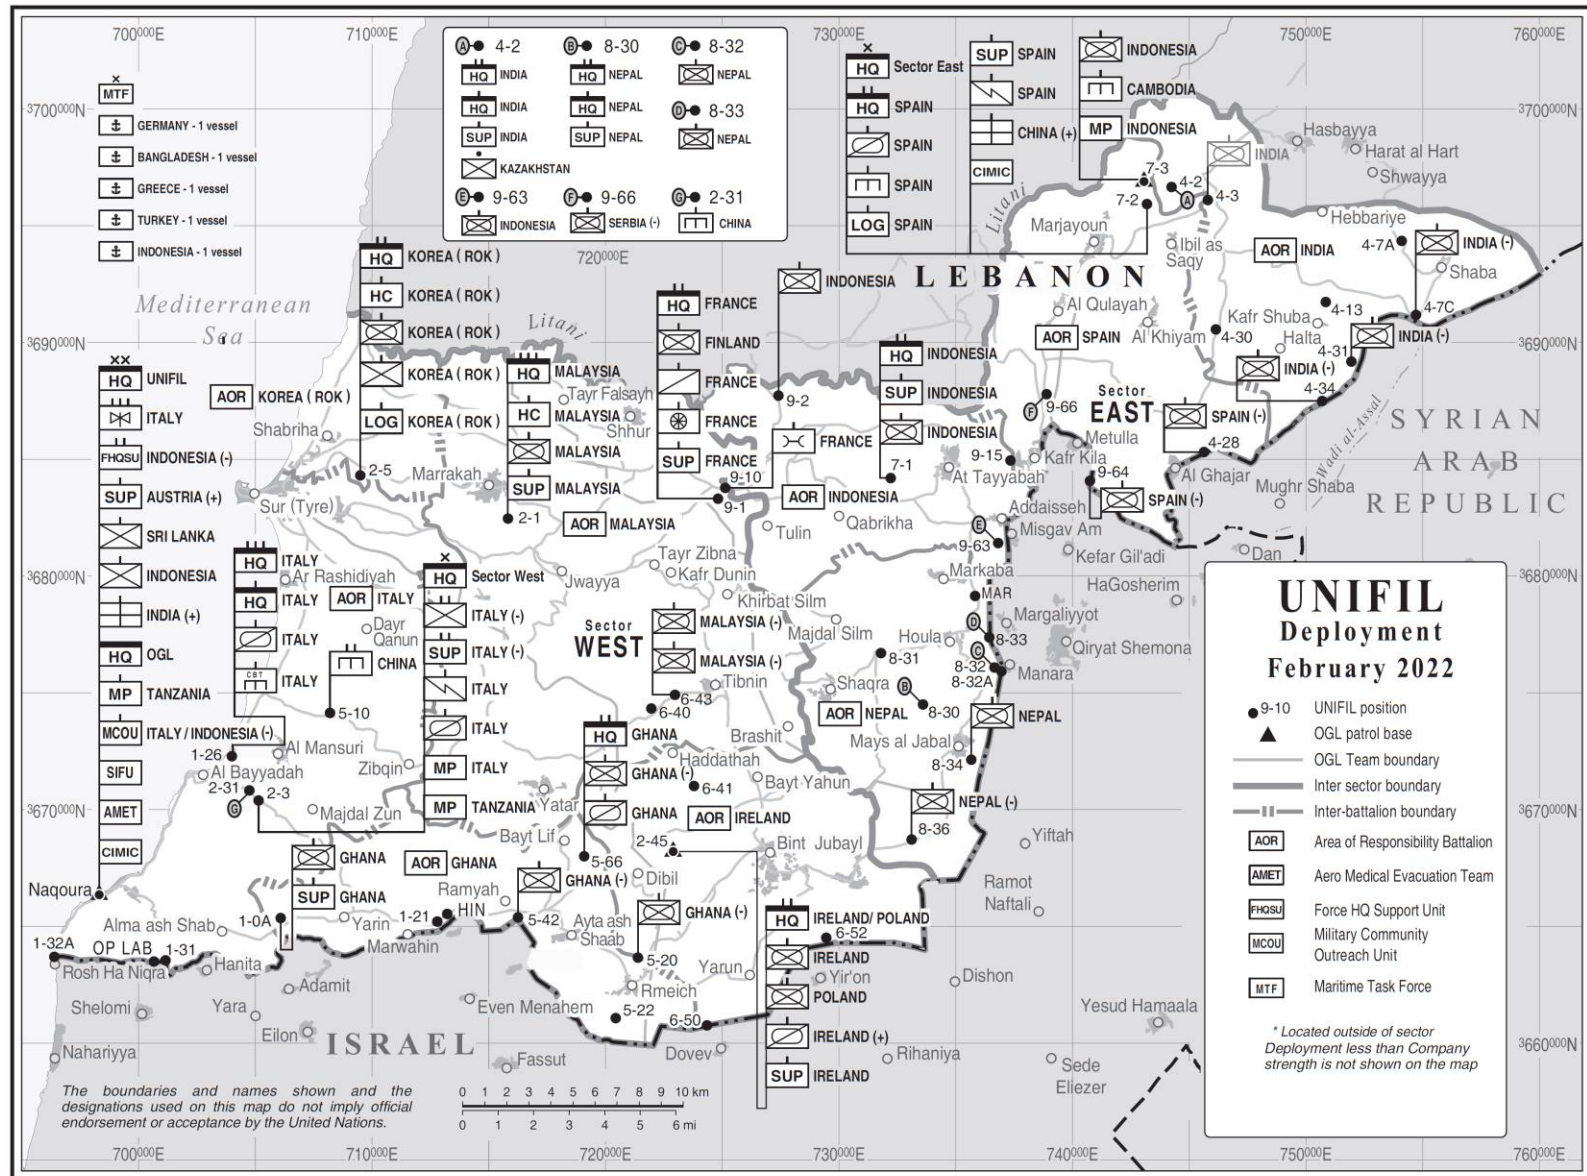 700000E
710000E
720000E
730000E
740000E
750000E
760000E
3700000N
3690000N
3680000N
3670000N
3660000N
MTF
GERMANY - 1 vessel
BANGLADESH - 1 vessel
GREECE - 1 vessel
TURKEY - 1 vessel
INDONESIA - 1 vessel
A 4-2
HQ INDIA
HQ INDIA
SUP INDIA
KAZAKHSTAN
B 8-30
HQ NEPAL
HQ NEPAL
SUP NEPAL
C 8-32
NEPAL
D 8-33
NEPAL
E 9-63
INDONESIA
F 9-66
SERBIA (-)
G 2-31
CHINA
HQ Sector East
HQ SPAIN
SPAIN
SPAIN
LOG SPAIN
SUP SPAIN
SPAIN
CHINA (+)
CIMIC
INDONESIA
CAMBODIA
MP INDONESIA
7-3
7-2
4-2
A
4-3
INDIA
Hasbayya
Harat al Hart
Shwayya
Hebbariye
4-7A
INDIA (-)
Shaba
AOR INDIA
Litani
Marjayoun
Ibil as
Saqy
LEBANON
Al Qulayah
Al Khiyam
AOR SPAIN
4-30
4-13
4-7C
Kafr Shuba
Halta
4-31
INDIA (-)
INDIA (-)
4-34
Sector
EAST
SPAIN (-)
4-28
9-66
F
Metulla
Kafr Kila
9-15
At Tayyabah
9-64
SPAIN (-)
Al Ghajar
Wadi al-Assal
Mughr Shaba
SYRIAN
ARAB
REPUBLIC
Mediterranean
Sea
HQ KOREA ( ROK )
HC KOREA ( ROK )
KOREA ( ROK )
KOREA ( ROK )
LOG KOREA ( ROK )
2-5
AOR KOREA ( ROK )
Shabriha
Sur (Tyre)
Marrakah
Litani
HQ MALAYSIA
HC MALAYSIA
MALAYSIA
SUP MALAYSIA
2-1
AOR MALAYSIA
Tayr Falsayh
Shhur
HQ FRANCE
FINLAND
FRANCE
FRANCE
SUP FRANCE
9-10
9-1
INDONESIA
9-2
FRANCE
HQ INDONESIA
SUP INDONESIA
INDONESIA
7-1
AOR INDONESIA
Tulin
Qabrikha
Addaisseh
Misgav Am
E
9-63
Kefar Gil'adi
Dan
HaGosherim
Markaba
MAR
Margaliyyot
D
8-33
Qiryat Shemona
C
8-32
8-32A
Manara
Houla
Majdal Silm
8-31
Shaqra
B
8-30
AOR NEPAL
NEPAL
Mays al Jabal
8-34
NEPAL (-)
8-36
Yiftah
Ramot
Naftali
HQ UNIFIL
ITALY
FHQSU INDONESIA (-)
SUP AUSTRIA (+)
SRI LANKA
INDONESIA
INDIA (+)
HQ OGL
MP TANZANIA
MCOU ITALY / INDONESIA (-)
SIFU
AMET
CIMIC
Naqoura
HQ ITALY
HQ ITALY
ITALY
CBT ITALY
1-26
Ar Rashidiyah
AOR ITALY
Dayr
Qanun
CHINA
5-10
Al Mansuri
Al Bayyadah
2-31
G
2-3
Zibqin
Majdal Zun
HQ Sector West
ITALY (-)
SUP ITALY (-)
ITALY
ITALY
MP ITALY
MP TANZANIA
Jwayya
Tayr Zibna
Kafr Dunin
Khirbat Silm
Sector
WEST
MALAYSIA (-)
MALAYSIA (-)
6-43
6-40
Tibnin
Brashit
HQ GHANA
GHANA (-)
GHANA
5-66
Haddathah
6-41
Bayt Yahun
AOR IRELAND
2-45
Bint Jubayl
Yatar
Bayt Lif
Dibil
GHANA
SUP GHANA
1-0A
AOR GHANA
Ramyah
1-21
HIN
GHANA (-)
5-42
Ayta ash
Shaab
GHANA (-)
5-20
Yarun
Rmeich
5-22
6-50
Dovev
HQ IRELAND/ POLAND
IRELAND
POLAND
IRELAND (+)
SUP IRELAND
6-52
Yir'on
Dishon
Rihaniya
Sede
Eliezer
Yesud Hamaala
Alma ash Shab
Yarin
Marwahin
1-32A
OP LAB
1-31
Rosh Ha Niqra
Hanita
Adamit
Shelomi
Yara
Eilon
Even Menahem
Fassut
Nahariyya
ISRAEL
The boundaries and names shown and the
designations used on this map do not imply official
endorsement or acceptance by the United Nations.
0 1 2 3 4 5 6 7 8 9 10 km
0 1 2 3 4 5 6 mi
UNIFIL
Deployment
February 2022
9-10 UNIFIL position
OGL patrol base
OGL Team boundary
Inter sector boundary
Inter-battalion boundary
AOR Area of Responsibility Battalion
AMET Aero Medical Evacuation Team
FHQSU Force HQ Support Unit
MCOU Military Community
Outreach Unit
MTF Maritime Task Force
* Located outside of sector
Deployment less than Company
strength is not shown on the map
700000E
710000E
720000E
730000E
740000E
750000E
760000E